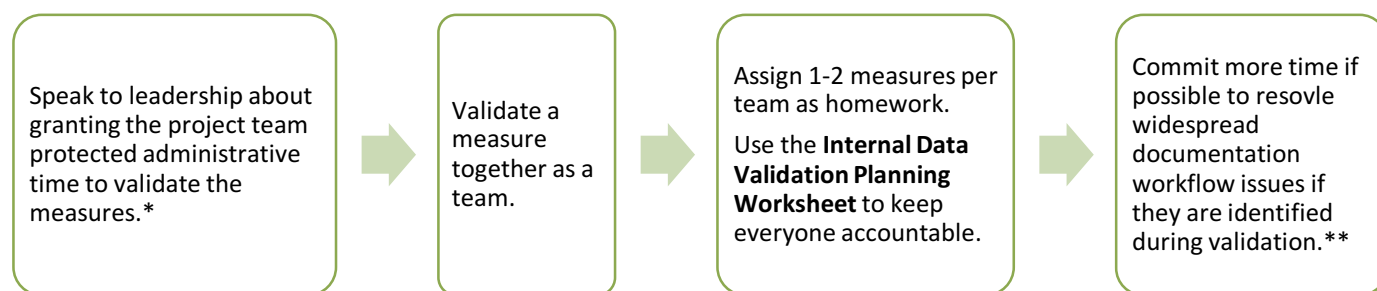 Speak to leadership about
granting the project team
protected administrative
time to validate the
measures.*
Validate a
measure
together as a
team.
Assign 1-2 measures per
team as homework.
Use the Internal Data
Validation Planning
Worksheet to keep
everyone accountable.
Commit more time if
possible to resovle
widespread
documentation
workflow issues if
they are identified
during validation.**